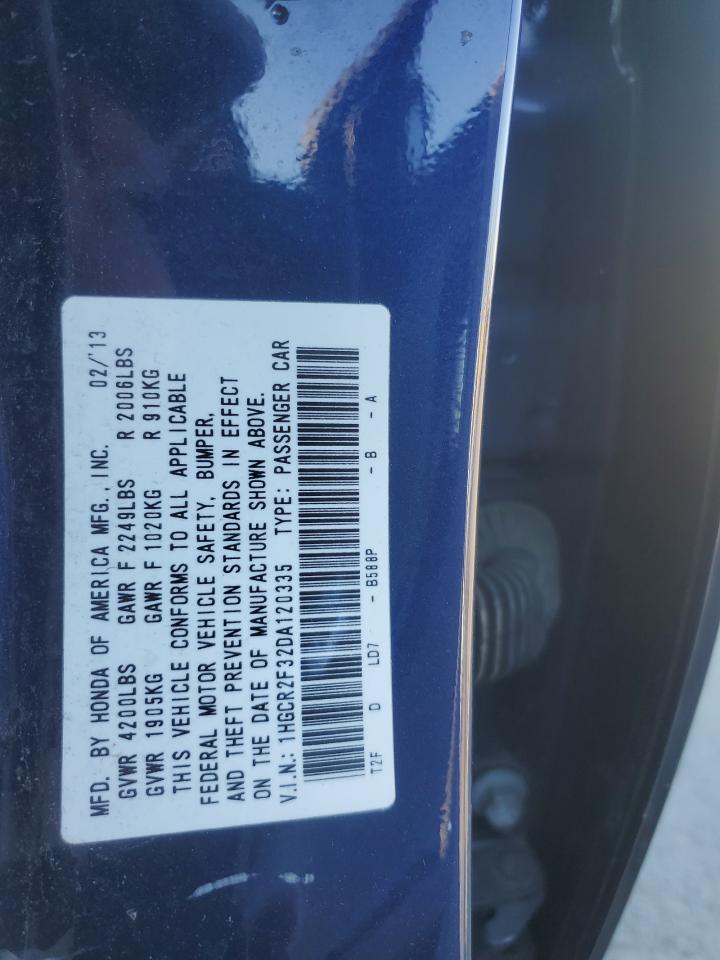 MFD. BY HONDA OF AMERICA MFG., INC. 02/'13
GVWR 4200LBS GAWR F 2249LBS R 2006LBS
GVWR 1905KG GAWR F 1020KG R 910KG
THIS VEHICLE CONFORMS TO ALL APPLICABLE
FEDERAL MOTOR VEHICLE SAFETY, BUMPER,
AND THEFT PREVENTION STANDARDS IN EFFECT
ON THE DATE OF MANUFACTURE SHOWN ABOVE.
V.I.N.: 1HGCR2F32DA120335 TYPE: PASSENGER CAR
T2F D LD7 - B588P - B - A